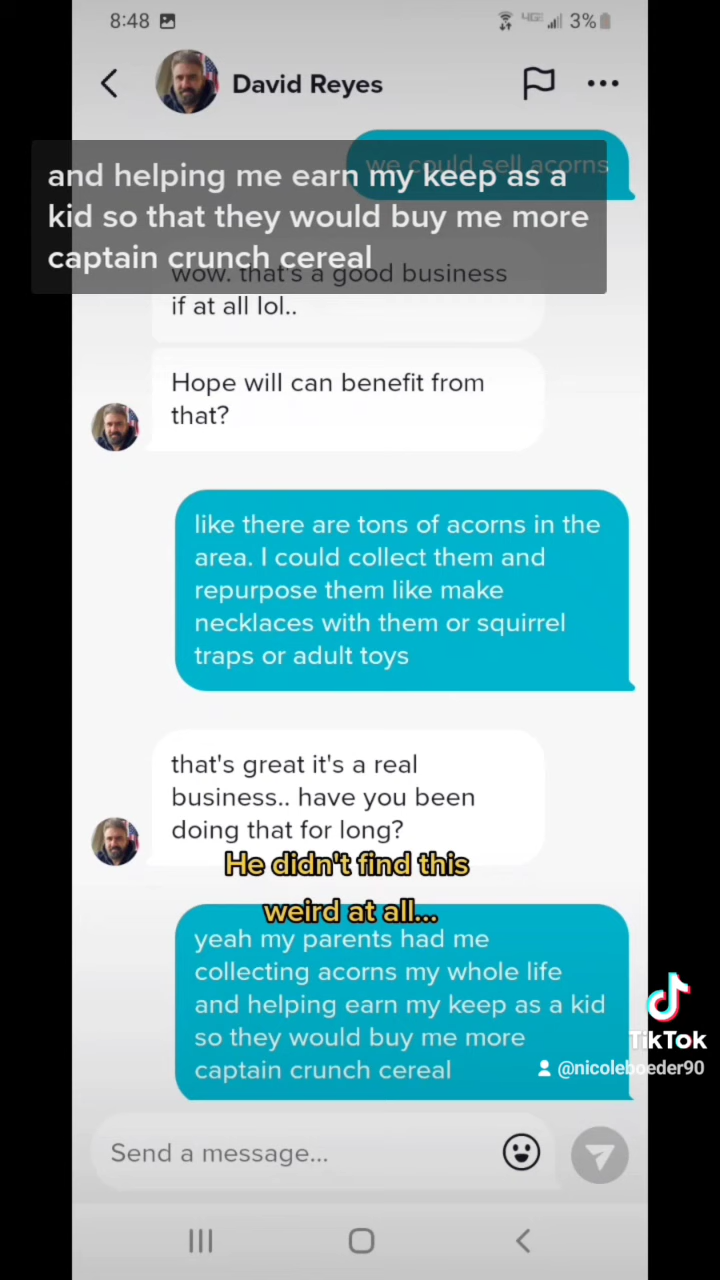 8:48
4GE
3%
David Reyes
we could sell acorns
and helping me earn my keep as a
kid so that they would buy me more
captain crunch cereal
wow. that's a good business
if at all lol..
Hope will can benefit from
that?
like there are tons of acorns in the
area. I could collect them and
repurpose them like make
necklaces with them or squirrel
traps or adult toys
that's great it's a real
business.. have you been
doing that for long?
He didn't find this
weird at all...
yeah my parents had me
collecting acorns my whole life
and helping earn my keep as a kid
so they would buy me more
captain crunch cereal
TikTok
@nicoleboeder90
Send a message...